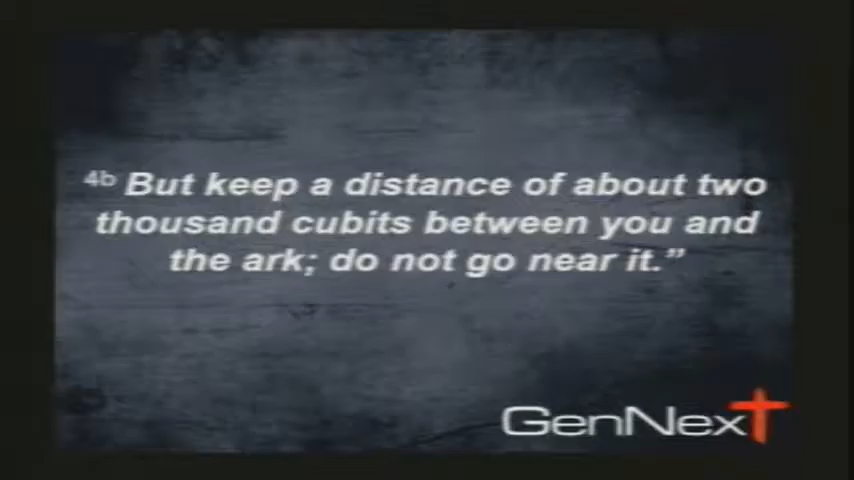 4b But keep a distance of about two
thousand cubits between you and
the ark; do not go near it.”
GenNext